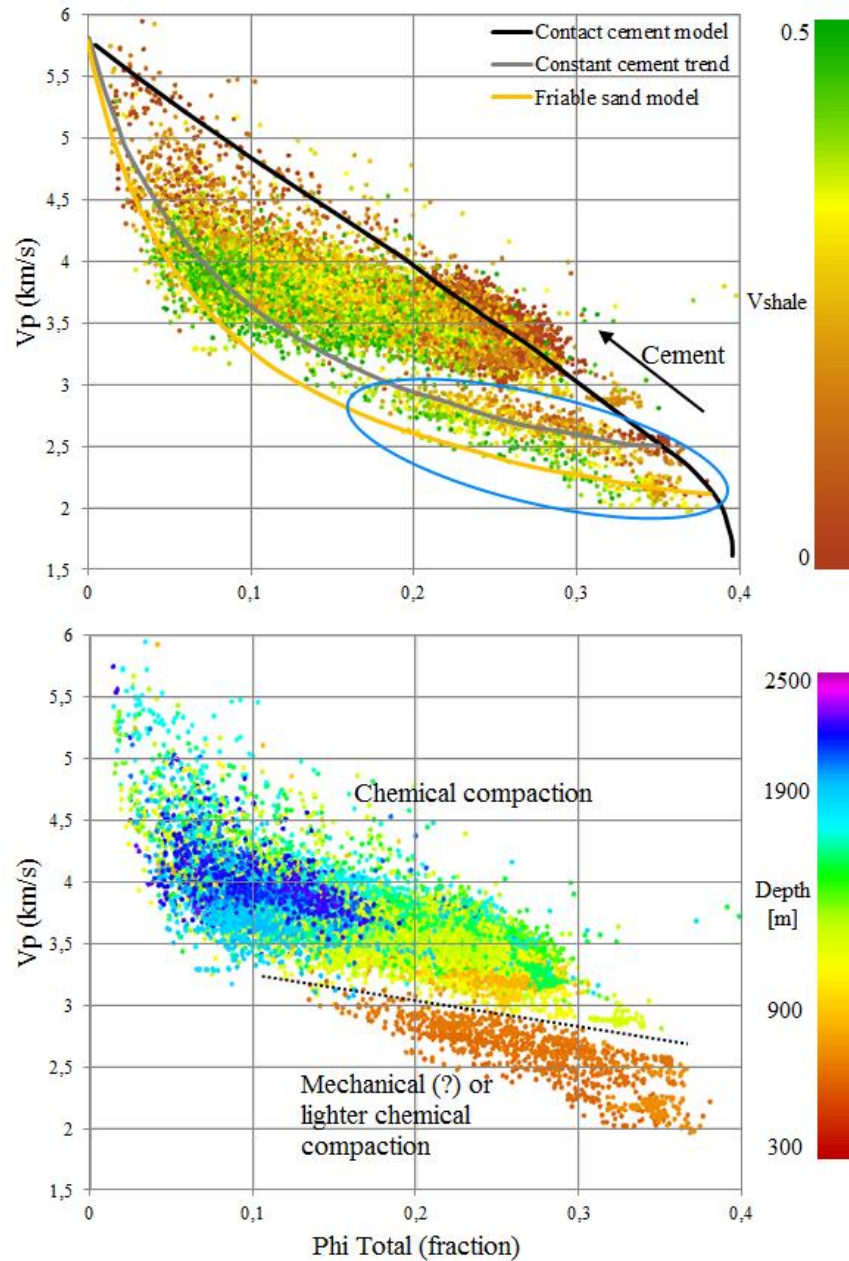 6
5,5
5
4,5
4
3,5
3
2,5
2
1,5
Vp (km/s)
Contact cement model
Constant cement trend
Friable sand model
Cement
0
0,1
0,2
0,3
0,4
0.5
Vshale
0
6
5,5
5
4,5
4
3,5
3
2,5
2
1,5
Vp (km/s)
Chemical compaction
Mechanical (?) or
lighter chemical
compaction
0
0,1
0,2
0,3
0,4
Phi Total (fraction)
2500
1900
Depth
[m]
900
300